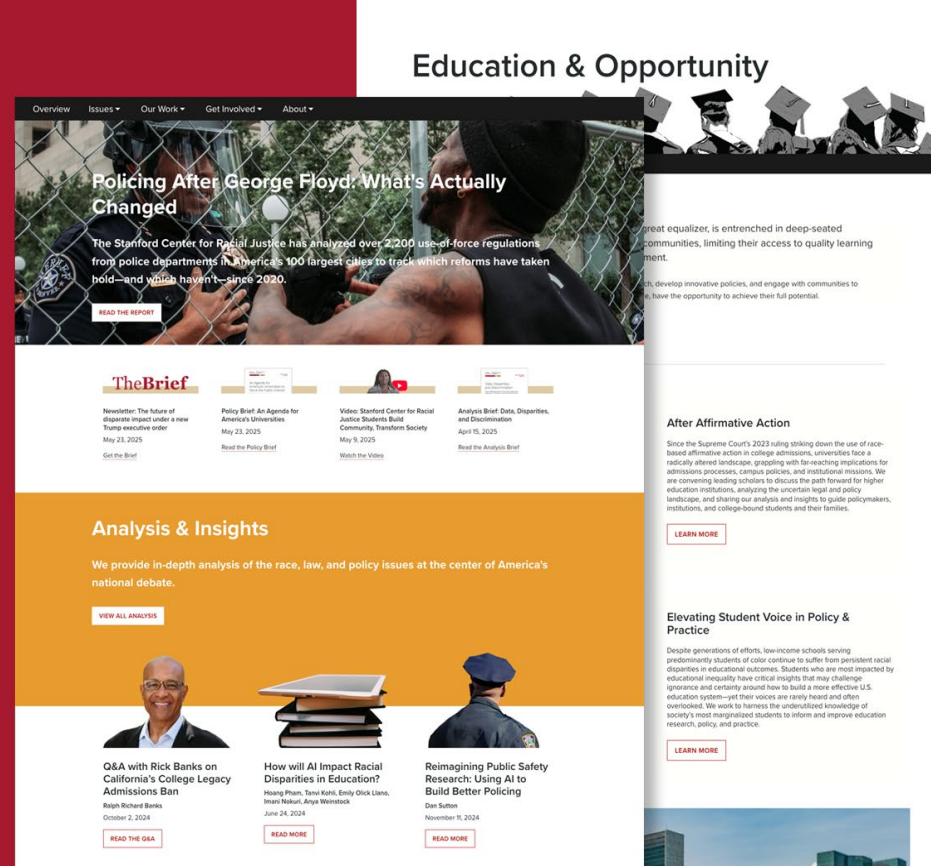 Education & Opportunity
Overview
Issues
Our Work
Get Involved
About
Policing After George Floyd: What's Actually
Changed
The Stanford Center for Racial Justice has analyzed over 2,200 use-of-force regulations
from police departments in America's 100 largest cities to track which reforms have taken
hold—and which haven't—since 2020.
READ THE REPORT
TheBrief
Newsletter: The future of
disparate impact under a new
Trump executive order
May 23, 2025
Get the Brief
Policy Brief: An Agenda for
America's Universities
May 23, 2025
Read the Policy Brief
Video: Stanford Center for Racial
Justice Students Build
Community, Transform Society
May 9, 2025
Watch the Video
Analysis Brief: Data, Disparities,
and Discrimination
April 15, 2025
Read the Analysis Brief
Analysis & Insights
We provide in-depth analysis of the race, law, and policy issues at the center of America's
national debate.
VIEW ALL ANALYSIS
Q&A with Rick Banks on
California's College Legacy
Admissions Ban
Ralph Richard Banks
October 2, 2024
READ THE Q&A
How will AI Impact Racial
Disparities in Education?
Hoang Pham, Tanvi Kohli, Emily Olick Llano,
Imani Nokuri, Anya Weinstock
June 24, 2024
READ MORE
Reimagining Public Safety
Research: Using AI to
Build Better Policing
Dan Sutton
November 11, 2024
READ MORE
great equalizer, is entrenched in deep-seated
communities, limiting their access to quality learning
ment.
ch, develop innovative policies, and engage with communities to
e, have the opportunity to achieve their full potential.
After Affirmative Action
Since the Supreme Court's 2023 ruling striking down the use of race-
based affirmative action in college admissions, universities face a
radically altered landscape, grappling with far-reaching implications for
admissions processes, campus policies, and institutional missions. We
are convening leading scholars to discuss the path forward for higher
education institutions, analyzing the uncertain legal and policy
landscape, and sharing our analysis and insights to guide policymakers,
institutions, and college-bound students and their families.
LEARN MORE
Elevating Student Voice in Policy &
Practice
Despite generations of efforts, low-income schools serving
predominantly students of color continue to suffer from persistent racial
disparities in educational outcomes. Students who are most impacted by
educational inequality have critical insights that may challenge
ignorance and certainty around how to build a more effective U.S.
education system—yet their voices are rarely heard and often
overlooked. We work to harness the underutilized knowledge of
society's most marginalized students to inform and improve education
research, policy, and practice.
LEARN MORE